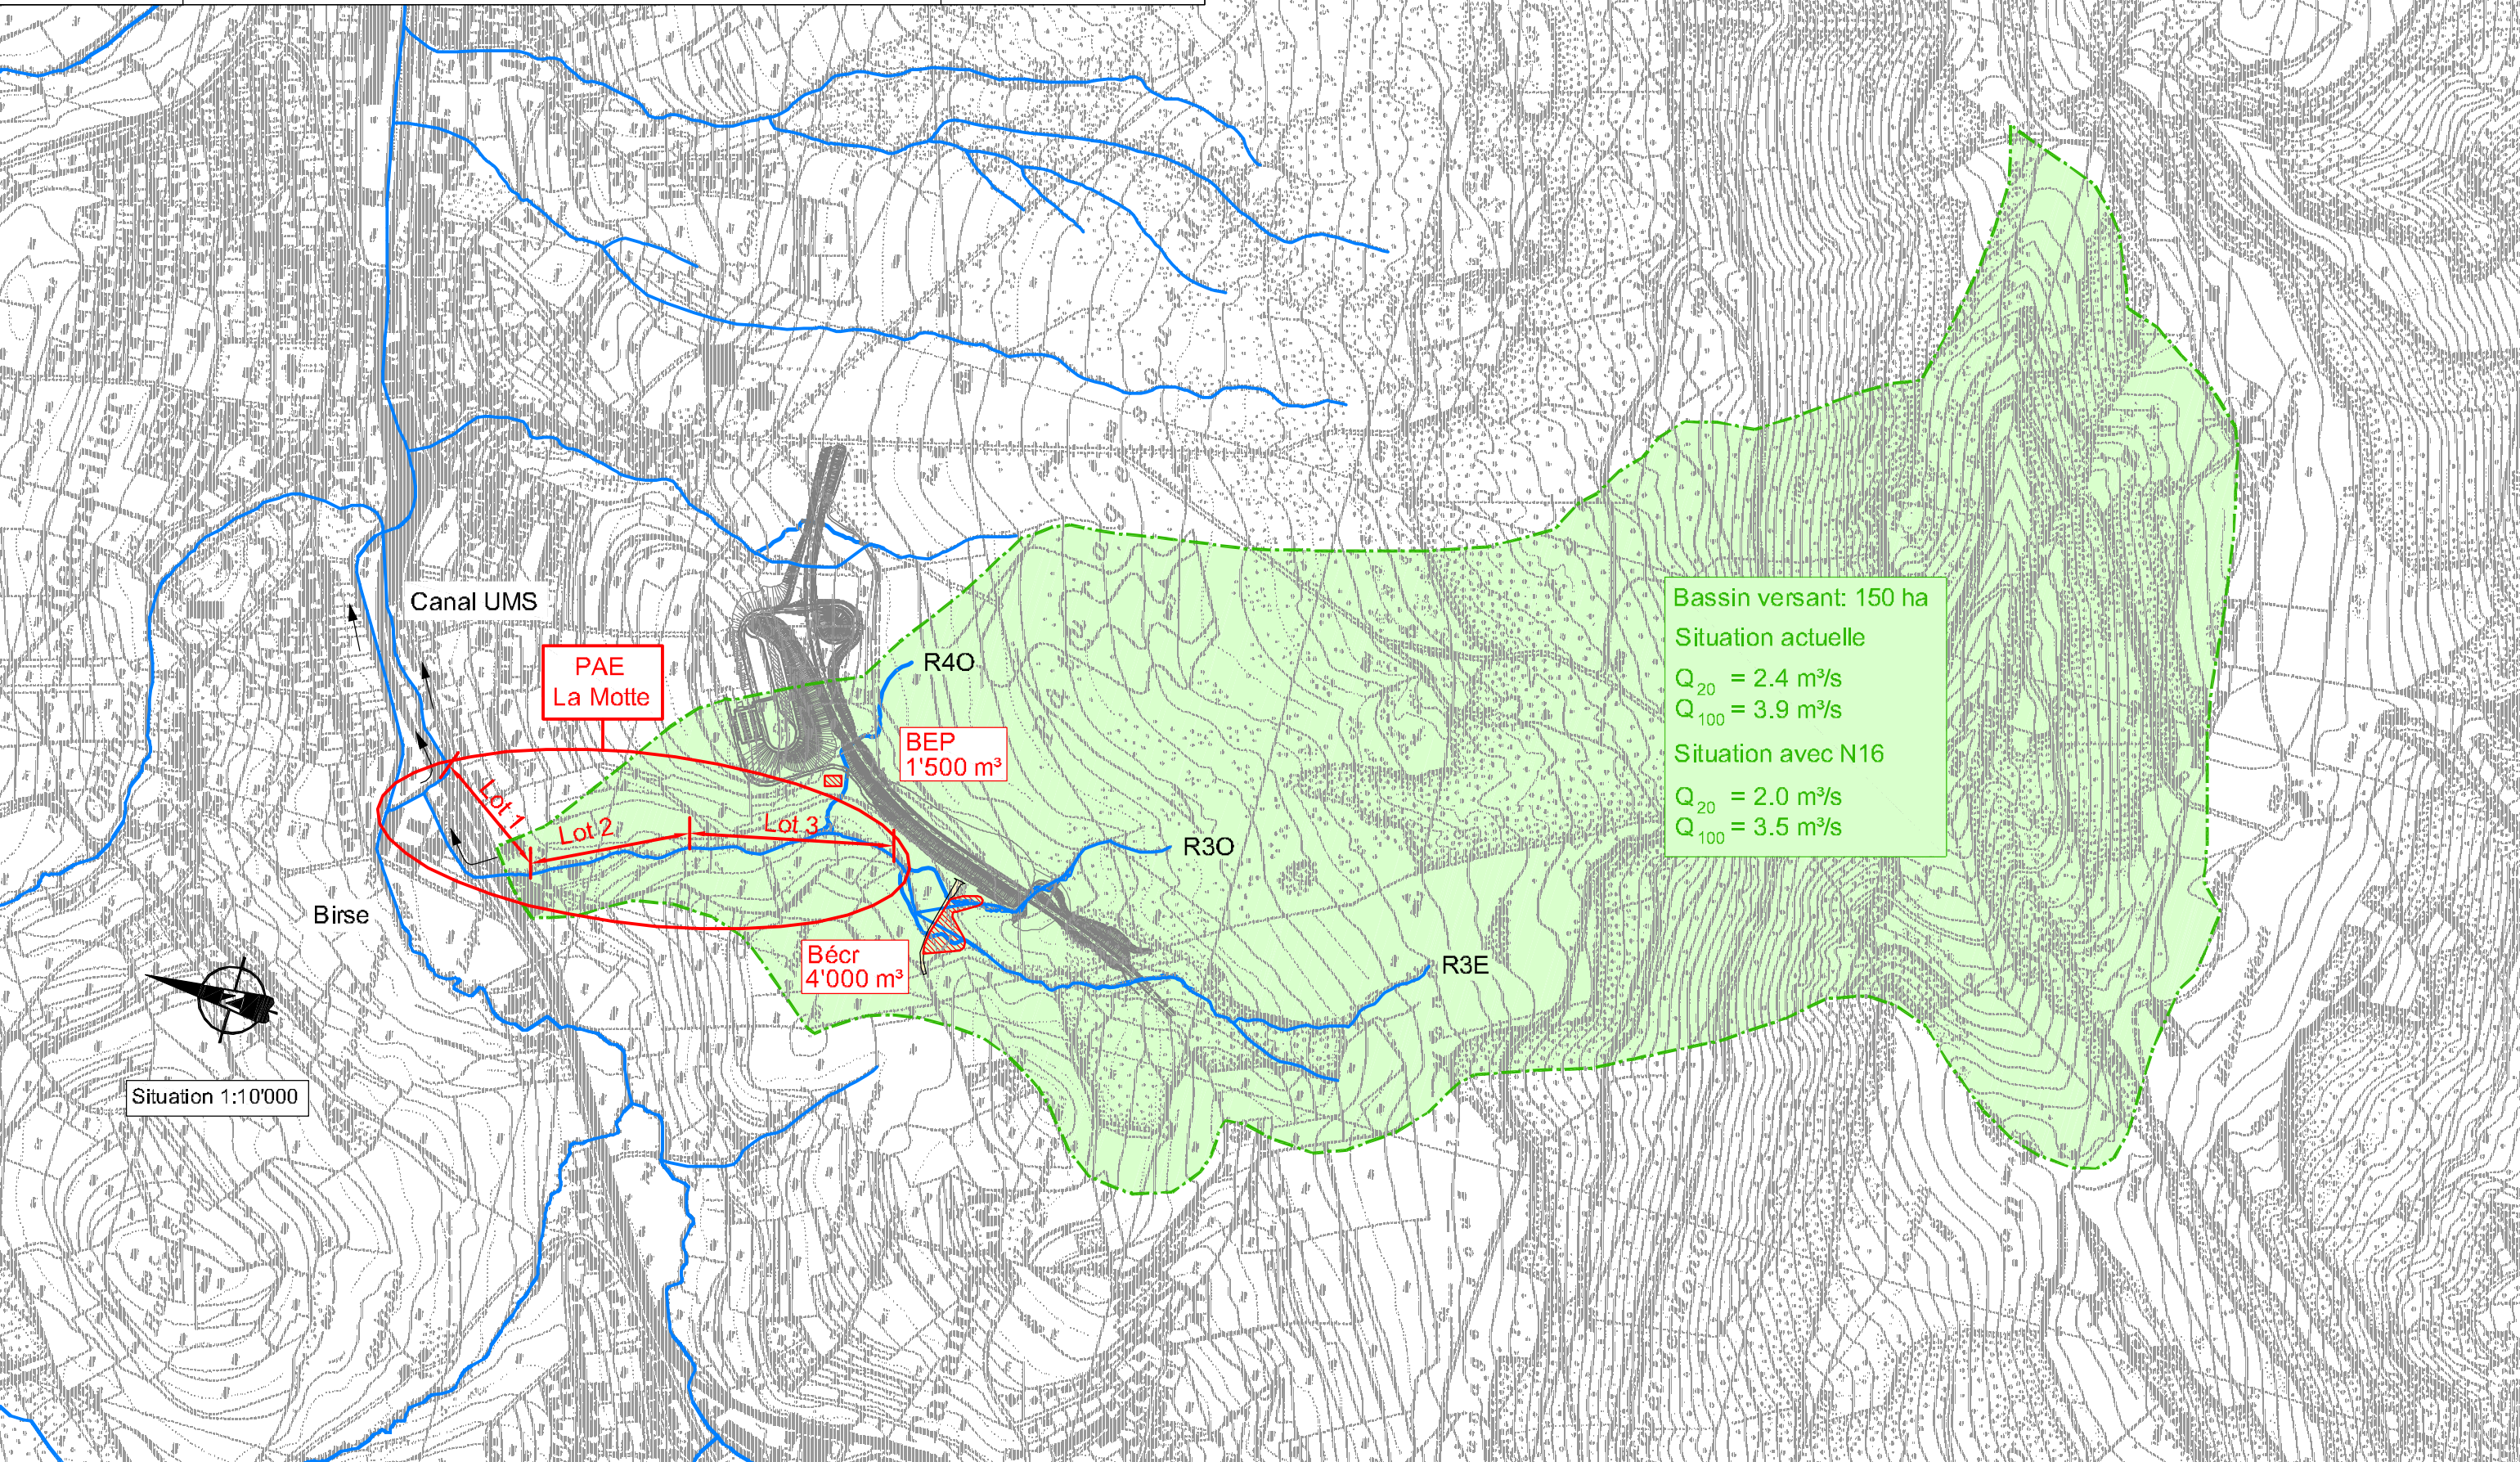 Canal UMS
PAE
La Motte
R4O
BEP
1'500 m³
Lot 1
Lot 2
Lot 3
R3O
Birse
Bécr
4'000 m³
R3E
N
Situation 1:10'000
Bassin versant: 150 ha
Situation actuelle
Q20 = 2.4 m³/s
Q100 = 3.9 m³/s
Situation avec N16
Q20 = 2.0 m³/s
Q100 = 3.5 m³/s